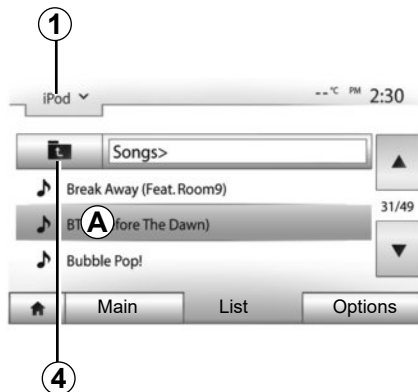 1
iPod --°C PM 2:30
Songs>
Break Away (Feat. Room9)
31/49
A fore The Dawn)
Bubble Pop!
Main List Options
4